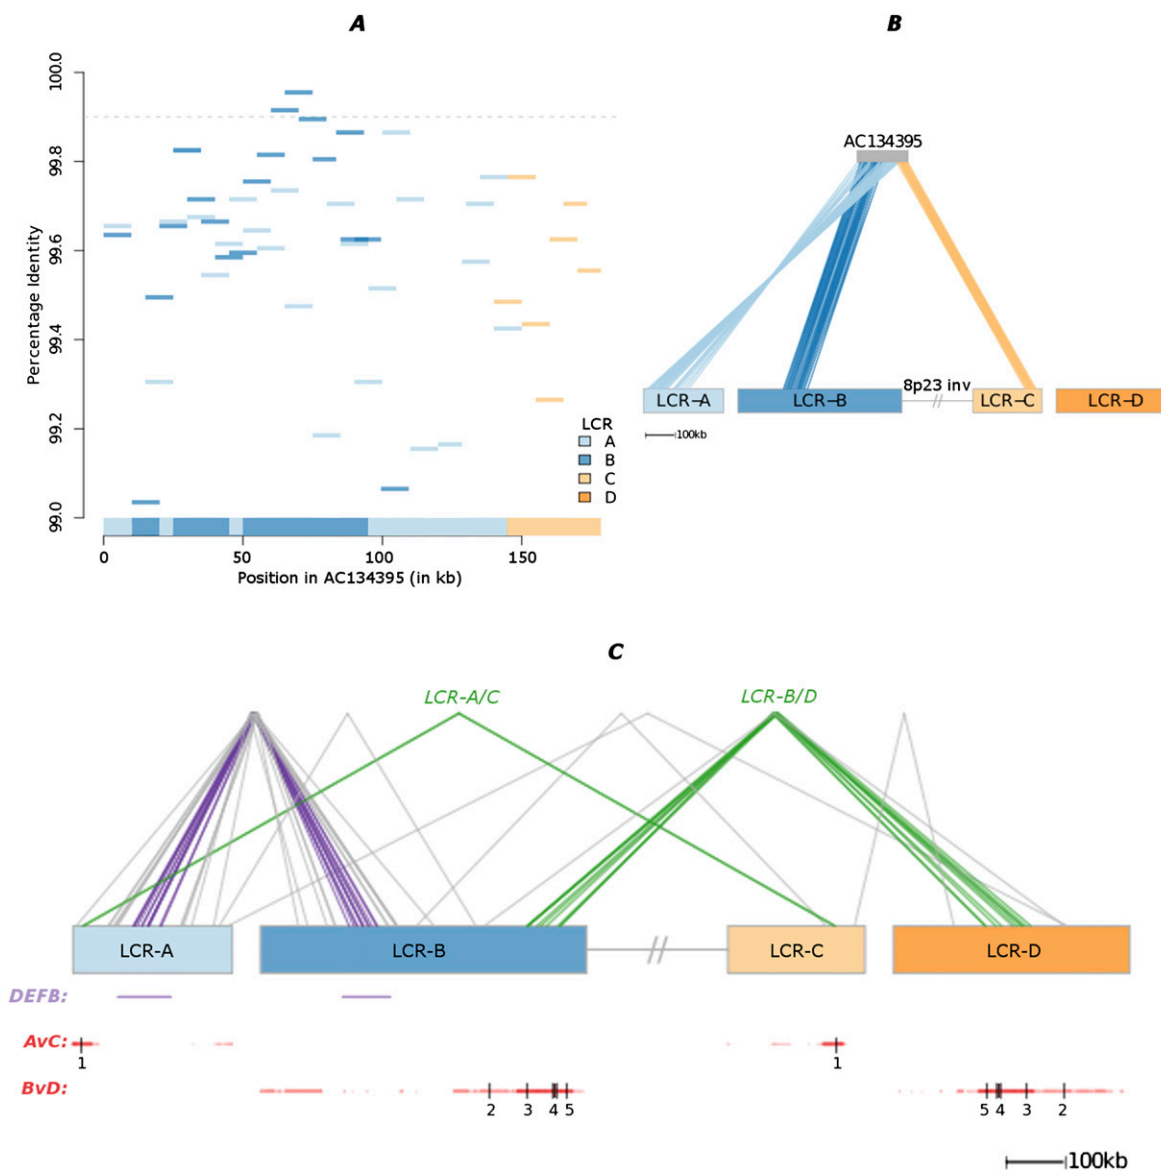 A
B
100.0
99.8
99.6
99.4
99.2
99.0
Percentage Identity
LCR
A
B
C
D
0
50
100
150
Position in AC134395 (in kb)
AC134395
8p23 inv
LCR−A
LCR−B
LCR−C
LCR−D
100kb
C
LCR-A/C
LCR-B/D
LCR-A
LCR-B
LCR-C
LCR-D
DEFB:
AvC:
1
1
BvD:
2 3 4 5
5 4 3 2
100kb